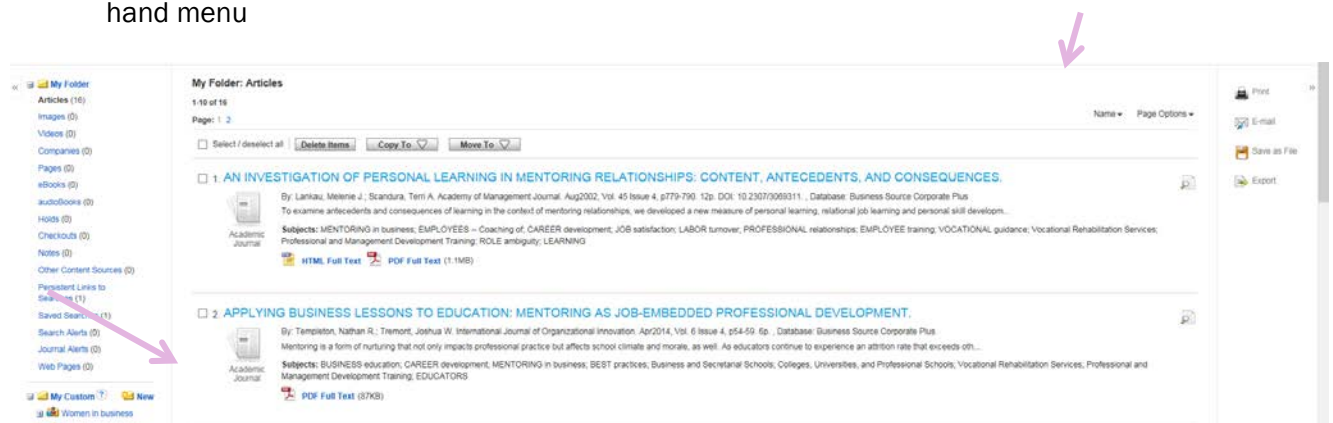 hand menu
My Folder
Articles (16)
Images (0)
Videos (0)
Companies (0)
Pages (0)
eBooks (0)
audioBooks (0)
Holds (0)
Checkouts (0)
Notes (0)
Other Content Sources (0)
Persistent Links to
Searches (1)
Saved Searches (1)
Search Alerts (0)
Journal Alerts (0)
Web Pages (0)
My Custom ? New
Women in business
My Folder: Articles
1-10 of 16
Page: 1 2
Name Page Options
Select / deselect all Delete Items Copy To Move To
1. AN INVESTIGATION OF PERSONAL LEARNING IN MENTORING RELATIONSHIPS: CONTENT, ANTECEDENTS, AND CONSEQUENCES.
By: Lankau, Melenie J.; Scandura, Terri A. Academy of Management Journal. Aug2002, Vol. 45 Issue 4, p779-790. 12p. DOI: 10.2307/3069311. , Database: Business Source Corporate Plus
To examine antecedents and consequences of learning in the context of mentoring relationships, we developed a new measure of personal learning, relational job learning and personal skill developm...
Academic
Journal
Subjects: MENTORING in business; EMPLOYEES -- Coaching of; CAREER development; JOB satisfaction; LABOR turnover; PROFESSIONAL relationships; EMPLOYEE training; VOCATIONAL guidance; Vocational Rehabilitation Services;
Professional and Management Development Training; ROLE ambiguity; LEARNING
HTML Full Text PDF Full Text (1.1MB)
2. APPLYING BUSINESS LESSONS TO EDUCATION: MENTORING AS JOB-EMBEDDED PROFESSIONAL DEVELOPMENT.
By: Templeton, Nathan R.; Tremont, Joshua W. International Journal of Organizational Innovation. Apr2014, Vol. 6 Issue 4, p54-59. 6p. , Database: Business Source Corporate Plus
Mentoring is a form of nurturing that not only impacts professional practice but affects school climate and morale, as well. As educators continue to experience an attrition rate that exceeds oth...
Academic
Journal
Subjects: BUSINESS education; CAREER development; MENTORING in business; BEST practices; Business and Secretarial Schools; Colleges, Universities, and Professional Schools; Vocational Rehabilitation Services; Professional and
Management Development Training; EDUCATORS
PDF Full Text (87KB)
Print
E-mail
Save as File
Export